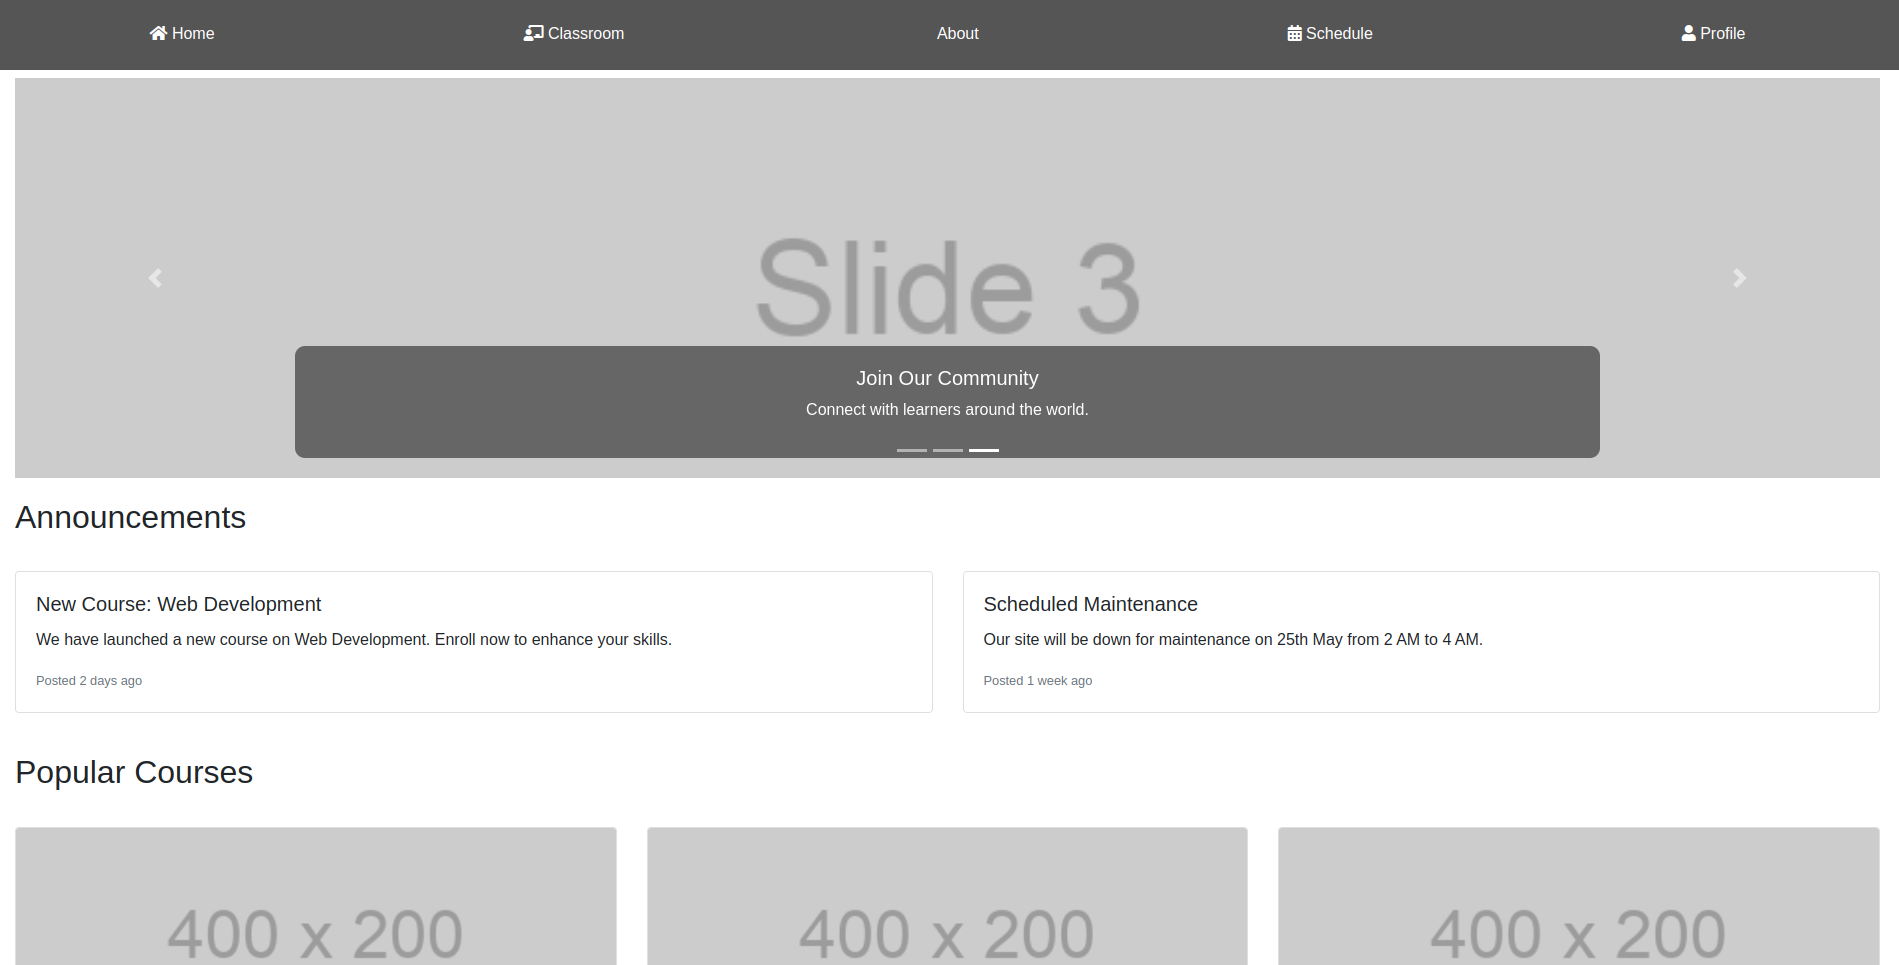 Home Classroom About Schedule Profile
Slide 3
Join Our Community
Connect with learners around the world.
Announcements
New Course: Web Development
We have launched a new course on Web Development. Enroll now to enhance your skills.
Posted 2 days ago
Scheduled Maintenance
Our site will be down for maintenance on 25th May from 2 AM to 4 AM.
Posted 1 week ago
Popular Courses
400 x 200 400 x 200 400 x 200